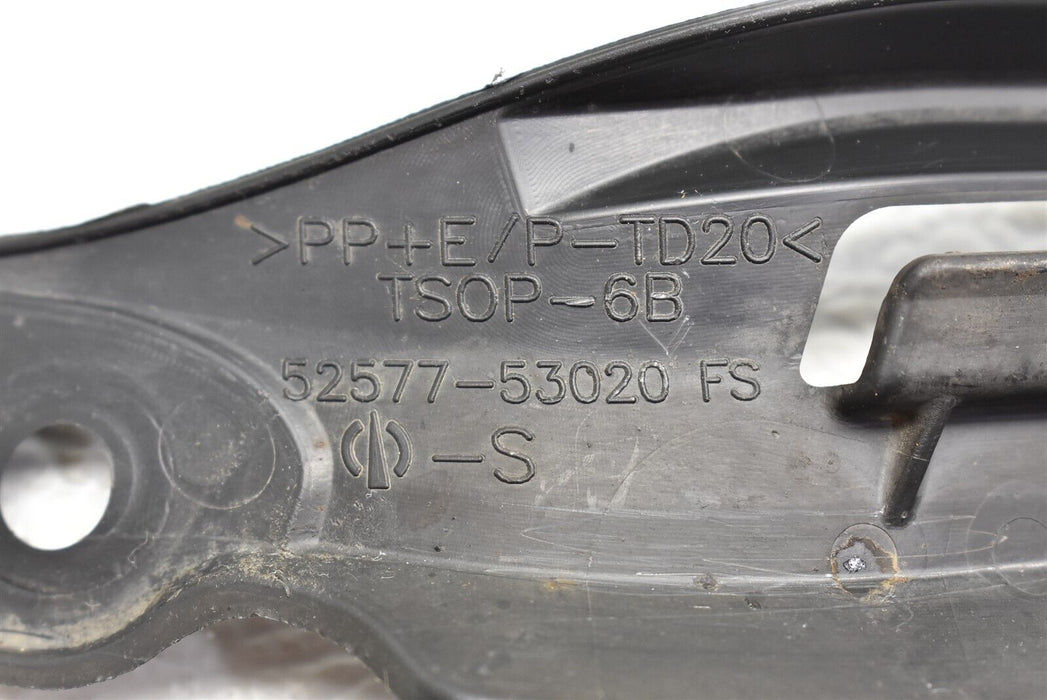 >PP+E/P-TD20<
TSOP-6B
52577-53020 FS
-S